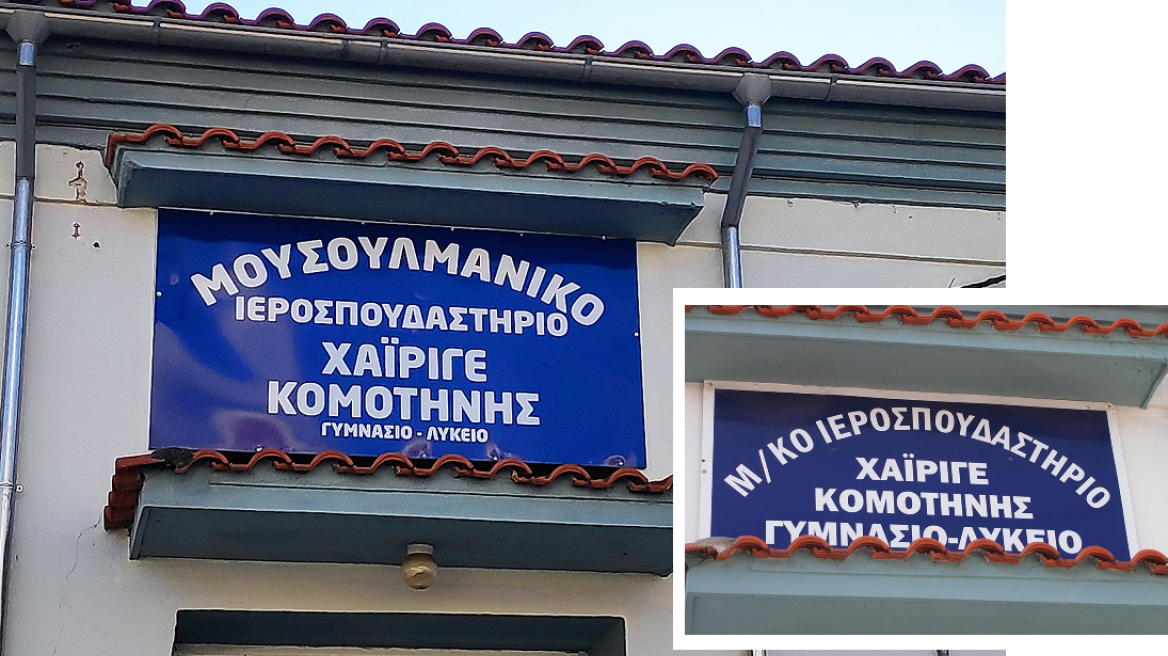 ΜΟΥΣΟΥΛΜΑΝΙΚΟ
ΙΕΡΟΣΠΟΥΔΑΣΤΗΡΙΟ
ΧΑΪΡΙΓΕ
ΚΟΜΟΤΗΝΗΣ
ΓΥΜΝΑΣΙΟ - ΛΥΚΕΙΟ
Μ/ΚΟ ΙΕΡΟΣΠΟΥΔΑΣΤΗΡΙΟ
ΧΑΪΡΙΓΕ
ΚΟΜΟΤΗΝΗΣ
ΓΥΜΝΑΣΙΟ-ΛΥΚΕΙΟ